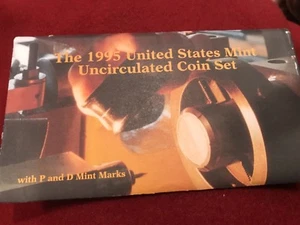 The 1995 United States Mint
Uncirculated Coin Set
with P and D Mint Marks